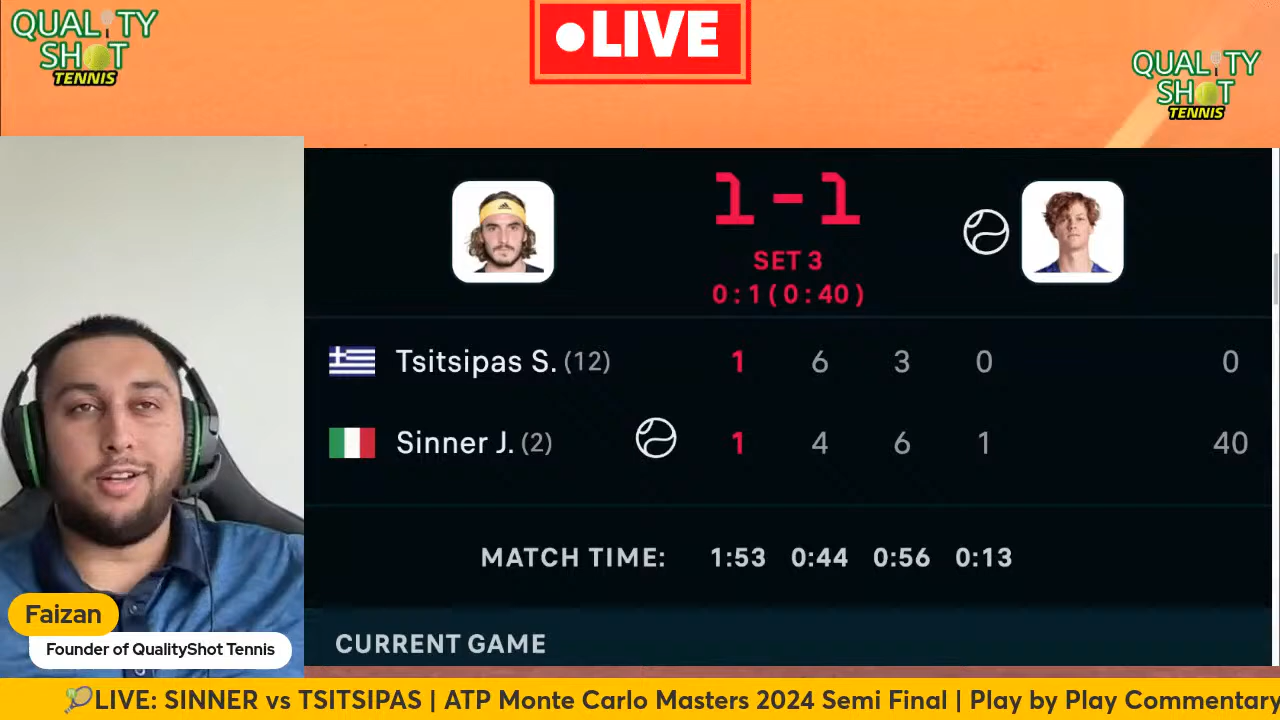 QUALITY
SHOT
TENNIS
LIVE
QUALITY
SHOT
TENNIS
1-1
SET 3
0 : 1 ( 0 : 40 )
Tsitsipas S. (12) 1 6 3 0 0
Sinner J. (2) 1 4 6 1 40
MATCH TIME: 1:53 0:44 0:56 0:13
CURRENT GAME
Faizan
Founder of QualityShot Tennis
LIVE: SINNER vs TSITSIPAS | ATP Monte Carlo Masters 2024 Semi Final | Play by Play Commentary